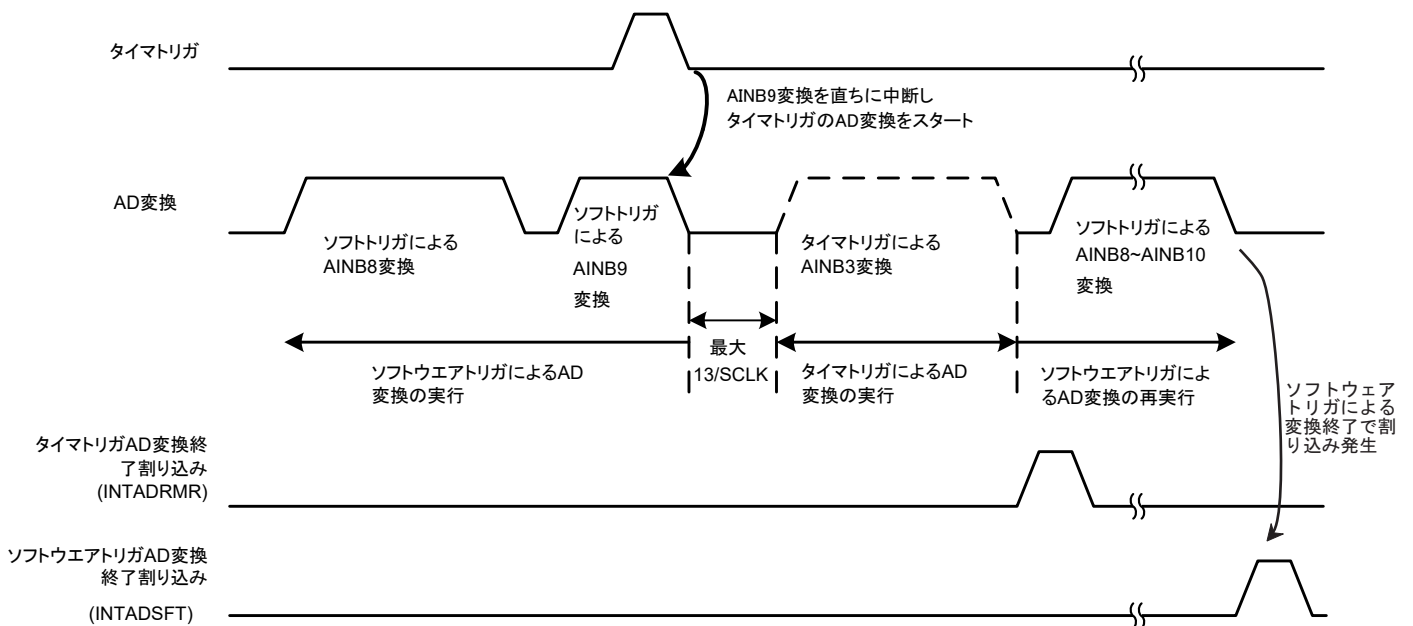 タイマトリガ
AINB9変換を直ちに中断し
タイマトリガのAD変換をスタート
AD変換
ソフトトリガによる
AINB8変換
ソフトトリガ
による
AINB9
変換
タイマトリガによる
AINB3変換
ソフトトリガによる
AINB8~AINB10
変換
ソフトウエアトリガによるAD
変換の実行
最大
13/SCLK
タイマトリガによるAD
変換の実行
ソフトウエアトリガによ
るAD変換の再実行
ソフトウェア
トリガによる
変換終了で割
り込み発生
タイマトリガAD変換終
了割り込み
(INTADRMR)
ソフトウエアトリガAD変換
終了割り込み
(INTADSFT)